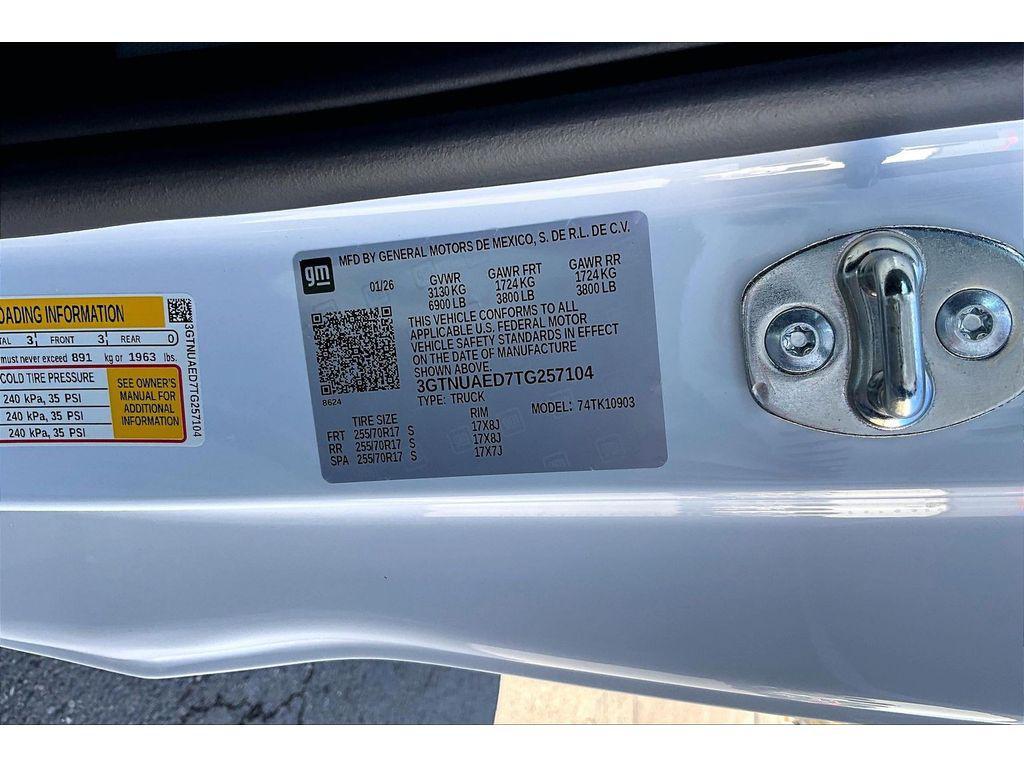 gm
MFD BY GENERAL MOTORS DE MEXICO, S. DE R.L. DE C.V.
01/26 GVWR GAWR FRT GAWR RR
3130 KG 1724 KG 1724 KG
6900 LB 3800 LB 3800 LB
THIS VEHICLE CONFORMS TO ALL
APPLICABLE U.S. FEDERAL MOTOR
VEHICLE SAFETY STANDARDS IN EFFECT
ON THE DATE OF MANUFACTURE
SHOWN ABOVE.
3GTNUAED7TG257104
8624 TYPE: TRUCK MODEL: 74TK10903
TIRE SIZE RIM
FRT 255/70R17 S 17X8J
RR 255/70R17 S 17X8J
SPA 255/70R17 S 17X7J
OADING INFORMATION
TAL 3 FRONT 3 REAR 0
must never exceed 891 kg or 1963 lbs.
COLD TIRE PRESSURE
240 kPa, 35 PSI
240 kPa, 35 PSI
240 kPa, 35 PSI
SEE OWNER'S
MANUAL FOR
ADDITIONAL
INFORMATION
3GTNUAED7TG257104